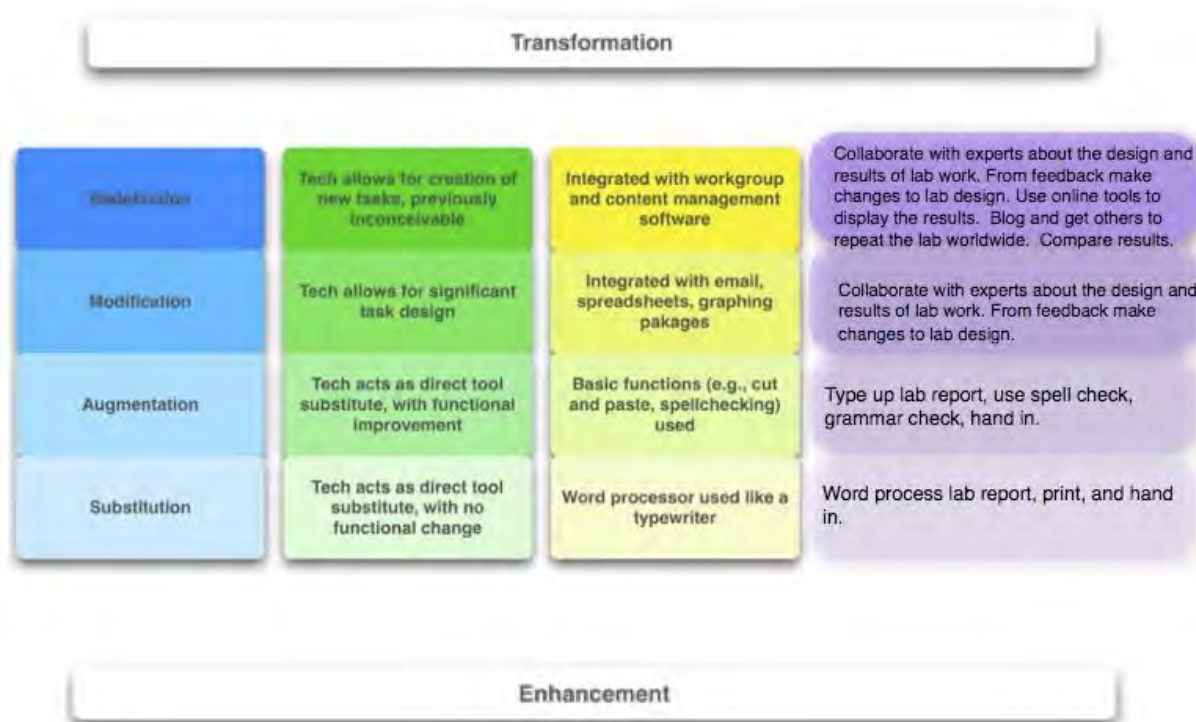 Transformation
Tech allows for creation of
new tasks, previously
inconceivable
Integrated with workgroup
and content management
software
Collaborate with experts about the design and
results of lab work. From feedback make
changes to lab design. Use online tools to
display the results. Blog and get others to
repeat the lab worldwide. Compare results.
Modification
Tech allows for significant
task design
Integrated with email,
spreadsheets, graphing
pakages
Collaborate with experts about the design and
results of lab work. From feedback make
changes to lab design.
Augmentation
Tech acts as direct tool
substitute, with functional
improvement
Basic functions (e.g., cut
and paste, spellchecking)
used
Type up lab report, use spell check,
grammar check, hand in.
Substitution
Tech acts as direct tool
substitute, with no
functional change
Word processor used like a
typewriter
Word process lab report, print, and hand
in.
Enhancement